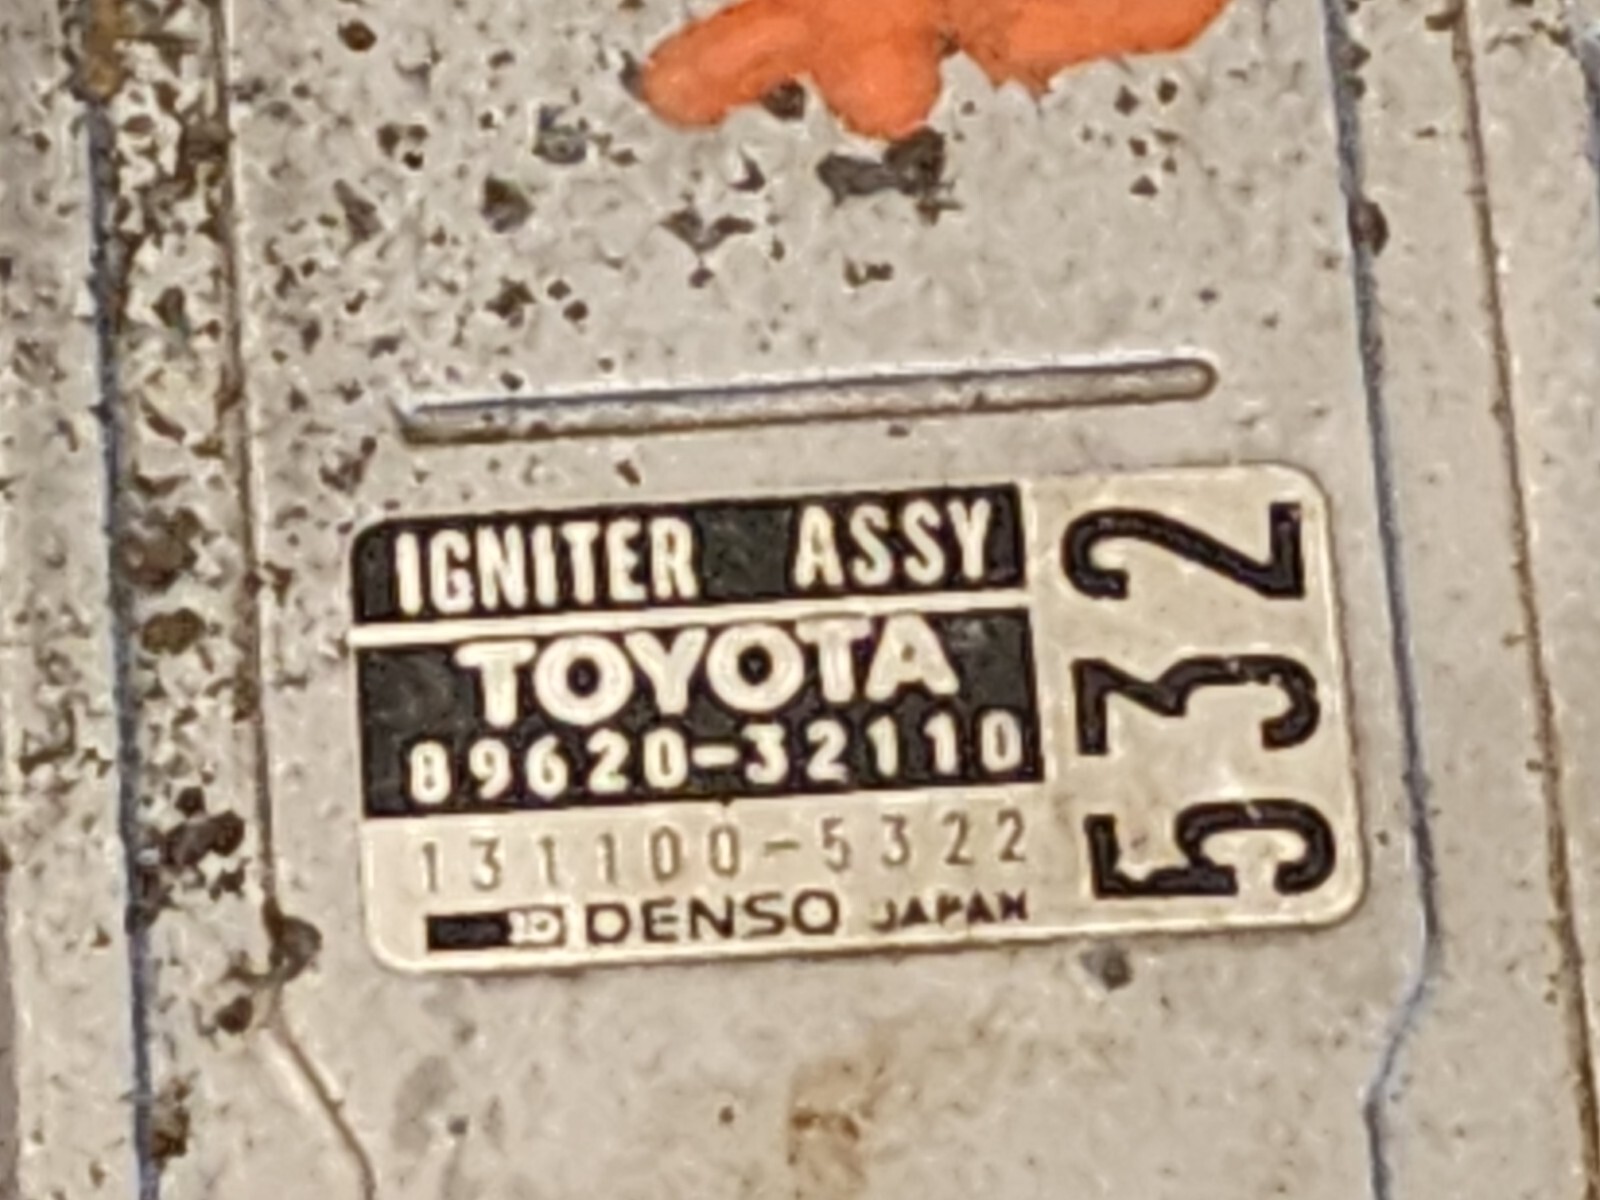 IGNITER ASSY
TOYOTA
89620-32110
131100-5322
DENSO JAPAN
532